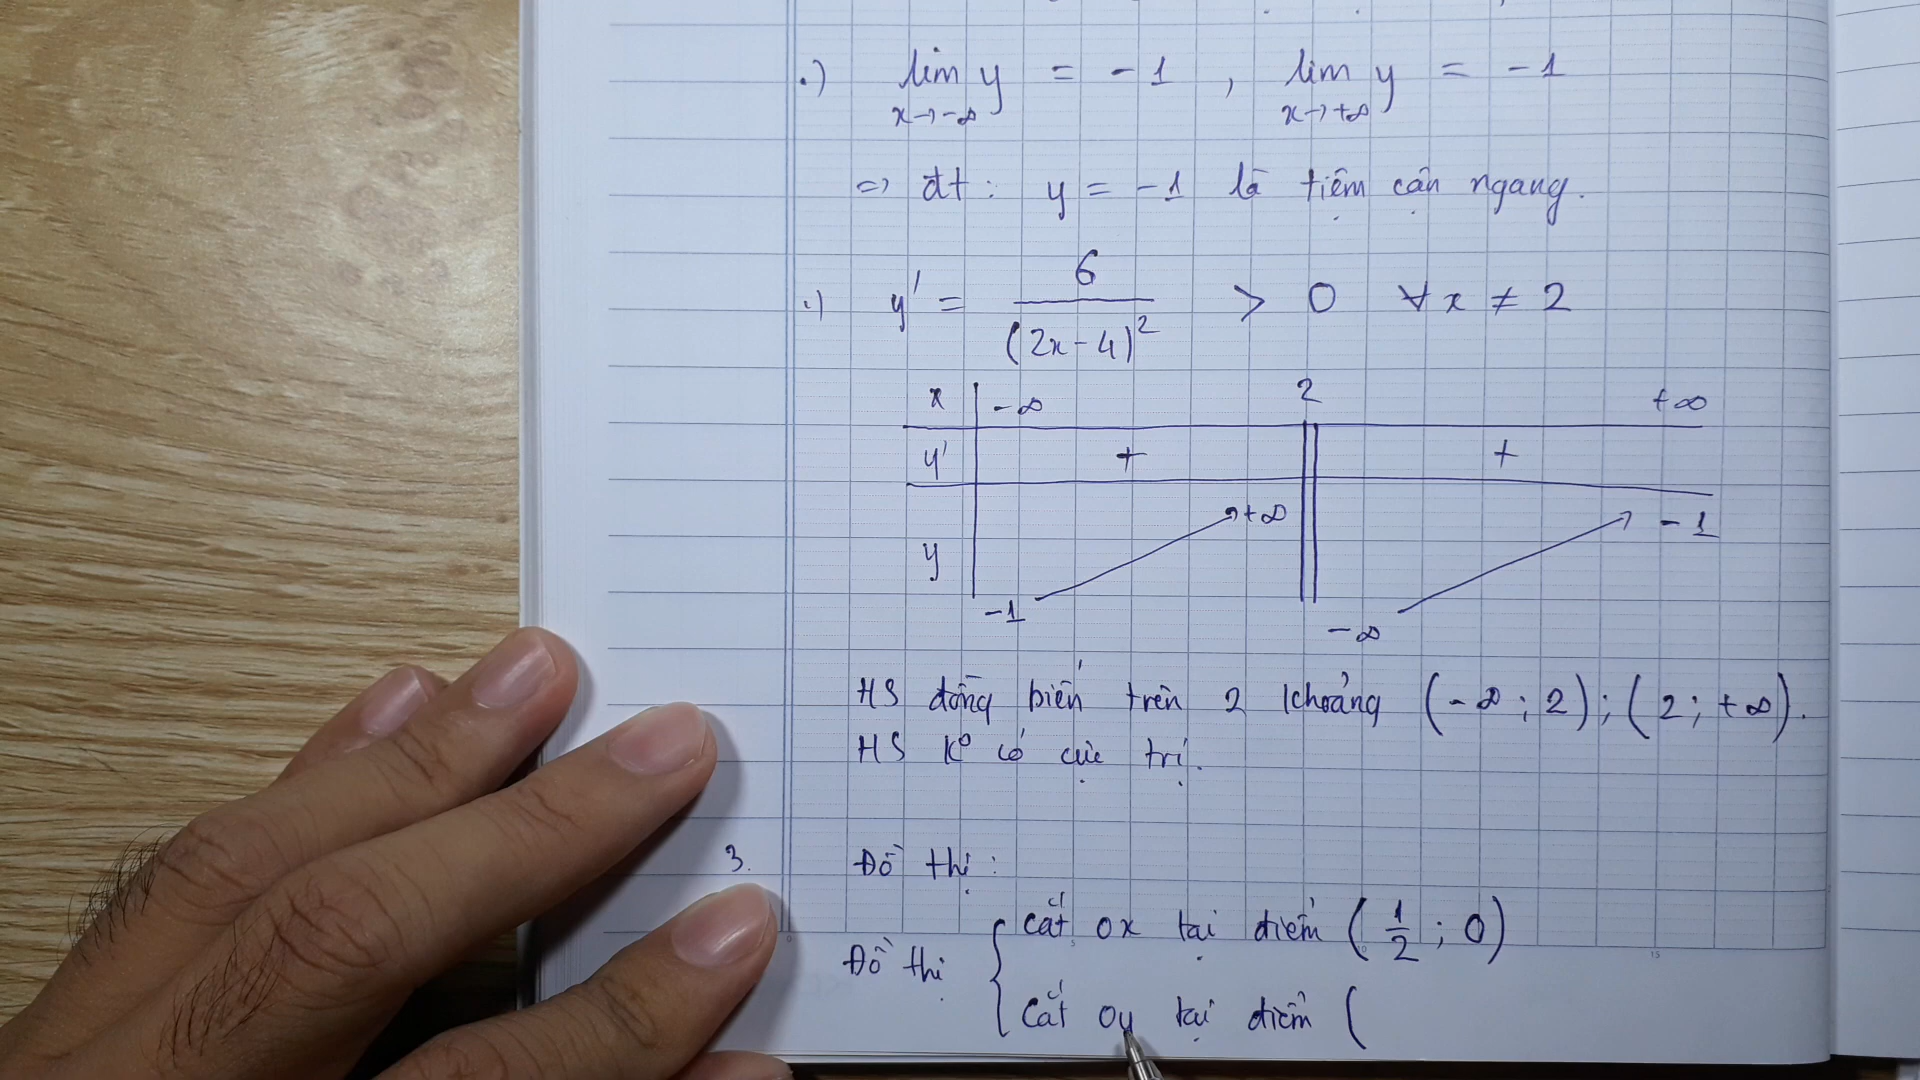 .) lim y = -1 , lim y = -1
x→-∞ x→+∞
=> đt: y = -1 là tiệm cận ngang.
.) y' = 6/(2x-4)² > 0 ∀x ≠ 2
x -∞ 2 +∞
y' + +
y -1 +∞ -∞ -1
HS đồng biến trên 2 khoảng (-∞; 2); (2; +∞).
HS k° có cực trị.
3. Đồ thị:
Đồ thị { Cắt Ox tại điểm (1/2; 0)
Cắt Oy tại điểm (